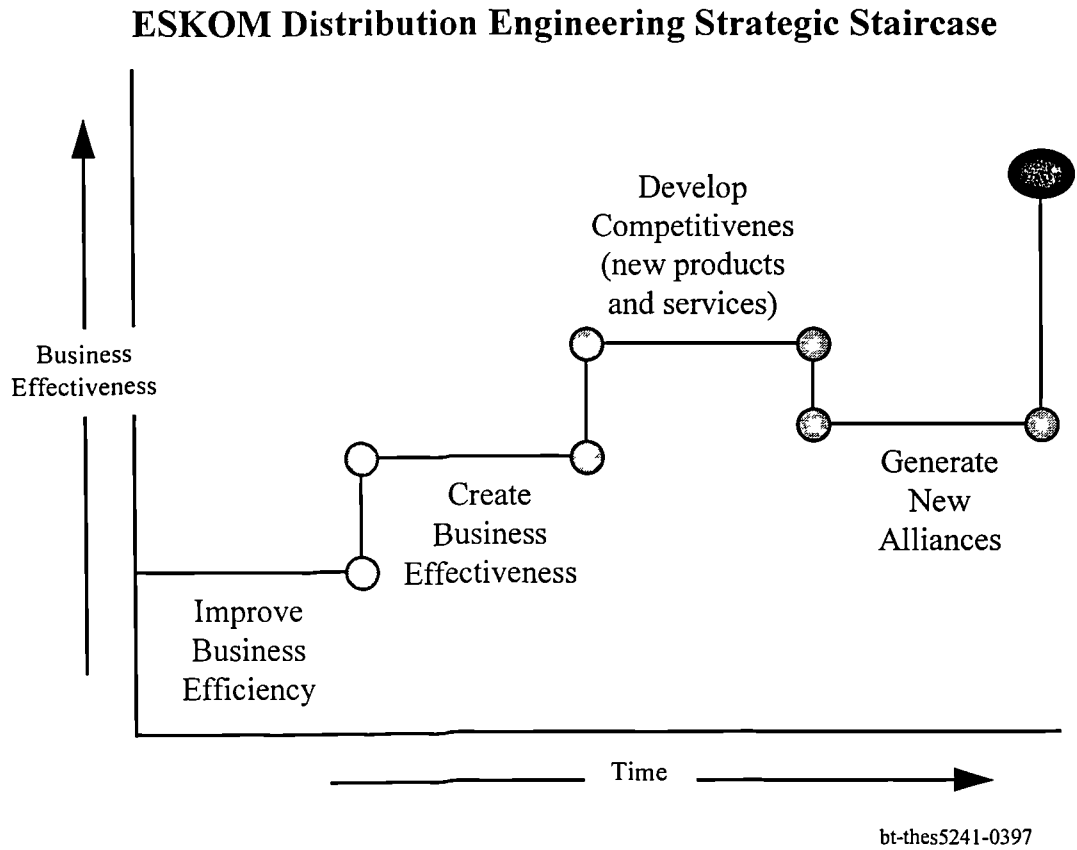 ESKOM Distribution Engineering Strategic Staircase
Develop
Competitivenes
(new products
and services)
Business
Effectiveness
Generate
New
Alliances
Create
Business
Effectiveness
Improve
Business
Efficiency
Time
bt-thes5241-0397